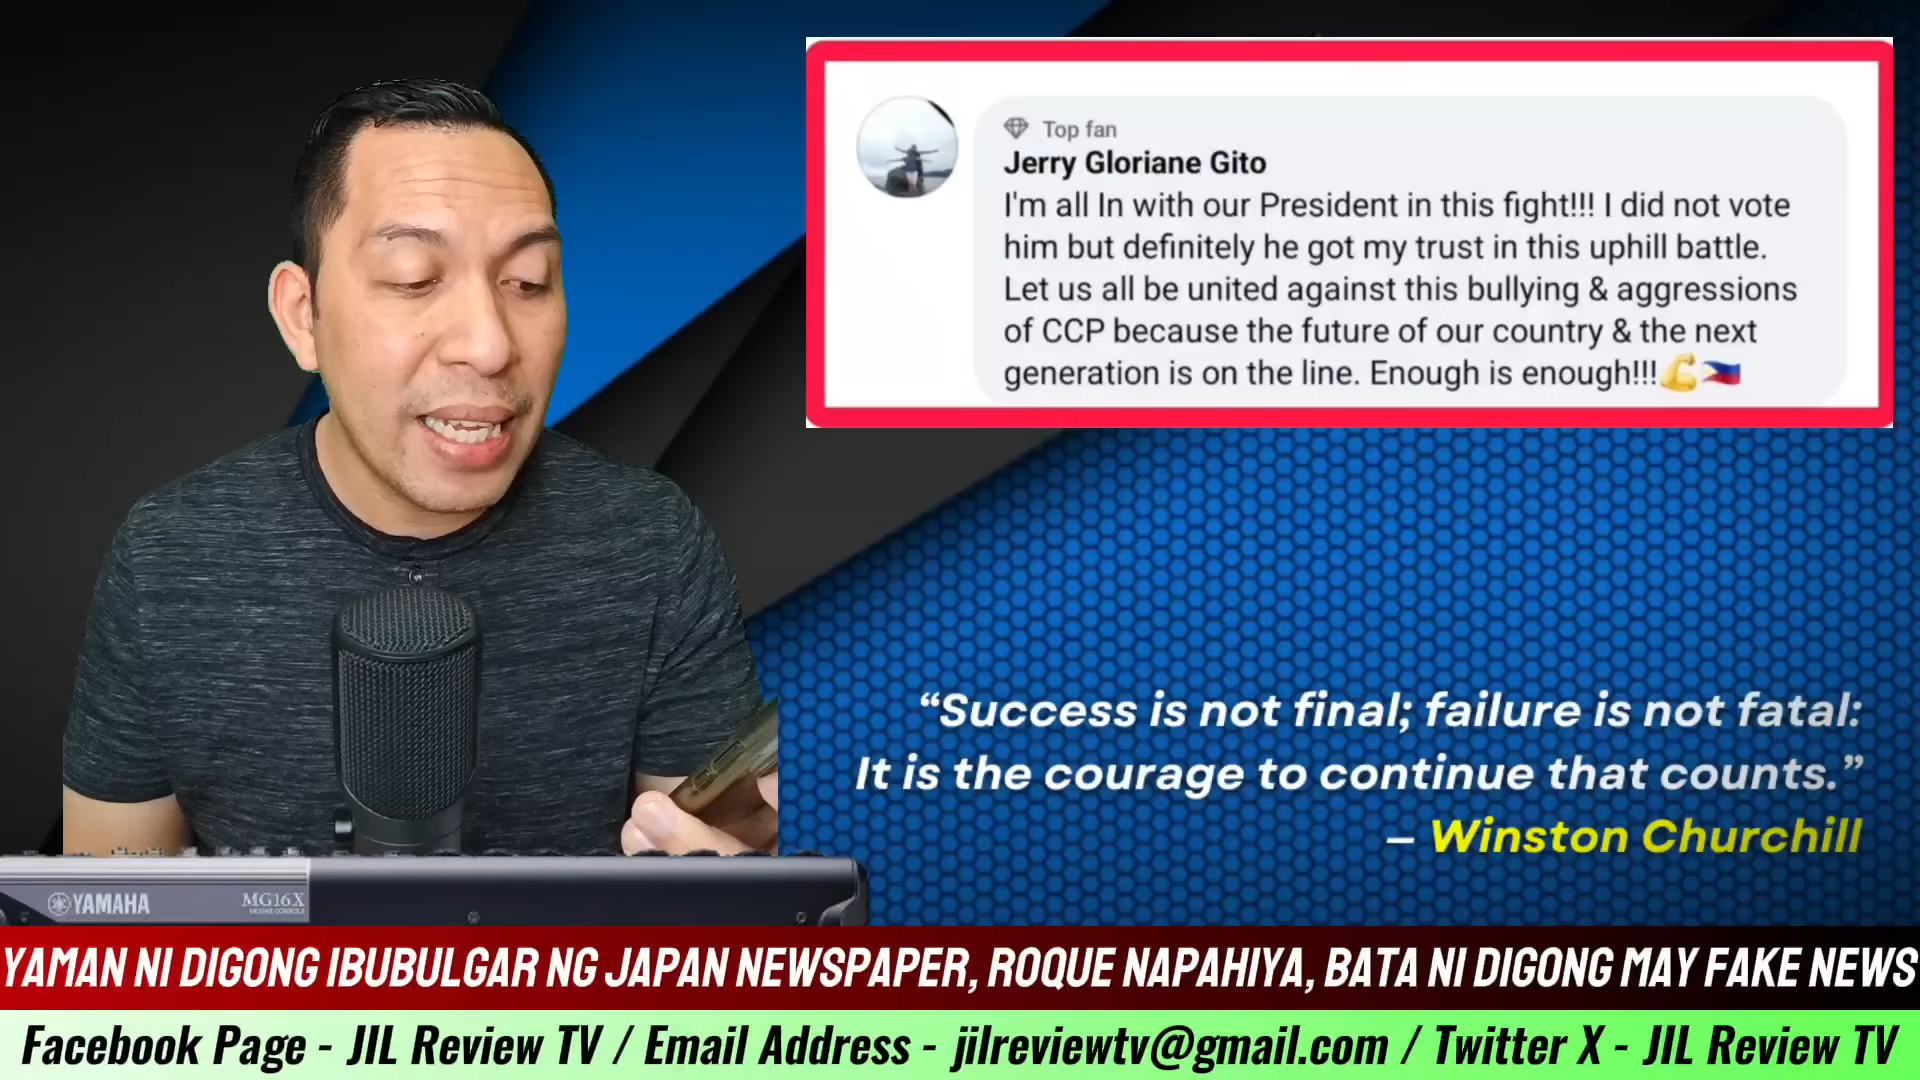 Top fan
Jerry Gloriane Gito
I'm all In with our President in this fight!!! I did not vote
him but definitely he got my trust in this uphill battle.
Let us all be united against this bullying & aggressions
of CCP because the future of our country & the next
generation is on the line. Enough is enough!!!💪🇵🇭
“Success is not final; failure is not fatal:
It is the courage to continue that counts.”
– Winston Churchill
YAMAHA
MG16X
MIXING CONSOLE
YAMAN NI DIGONG IBUBULGAR NG JAPAN NEWSPAPER, ROQUE NAPAHIYA, BATA NI DIGONG MAY FAKE NEWS
Facebook Page - JIL Review TV / Email Address - jilreviewtv@gmail.com / Twitter X - JIL Review TV